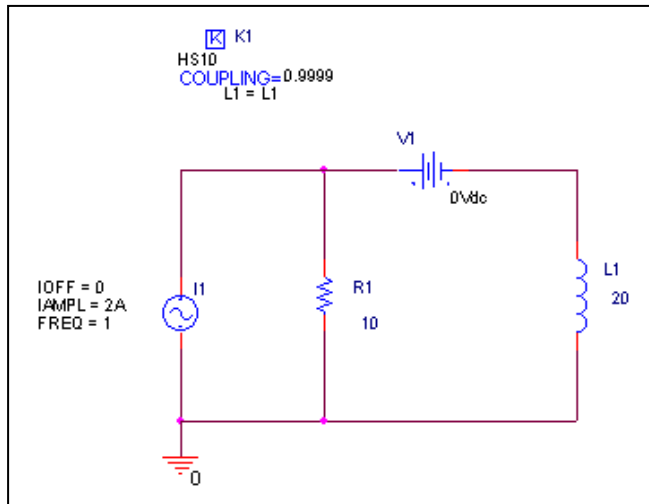 K K1
HS10
COUPLING=0.9999
L1 = L1
V1
0Vdc
IOFF = 0
IAMPL = 2A
FREQ = 1
I1
R1
10
L1
20
0